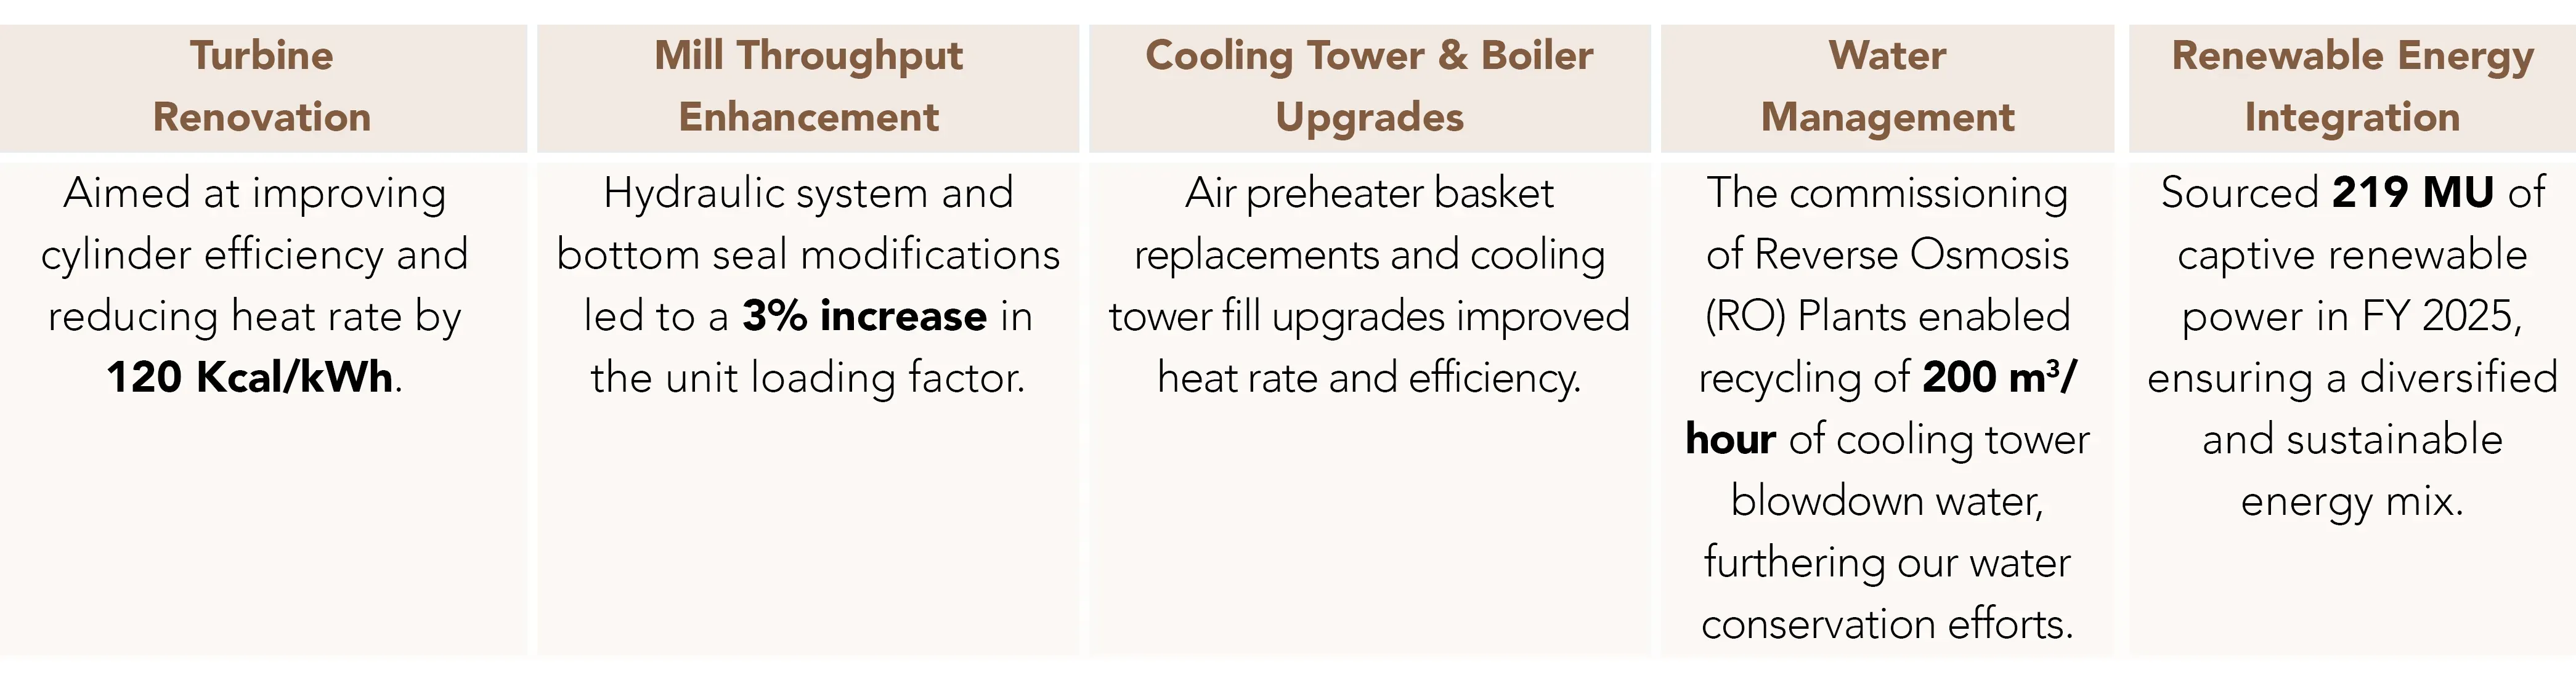 Turbine
Renovation
Aimed at improving
cylinder efficiency and
reducing heat rate by
120 Kcal/kWh.
Mill Throughput
Enhancement
Hydraulic system and
bottom seal modifications
led to a 3% increase in
the unit loading factor.
Cooling Tower & Boiler
Upgrades
Air preheater basket
replacements and cooling
tower fill upgrades improved
heat rate and efficiency.
Water
Management
The commissioning
of Reverse Osmosis
(RO) Plants enabled
recycling of 200 m³/
hour of cooling tower
blowdown water,
furthering our water
conservation efforts.
Renewable Energy
Integration
Sourced 219 MU of
captive renewable
power in FY 2025,
ensuring a diversified
and sustainable
energy mix.